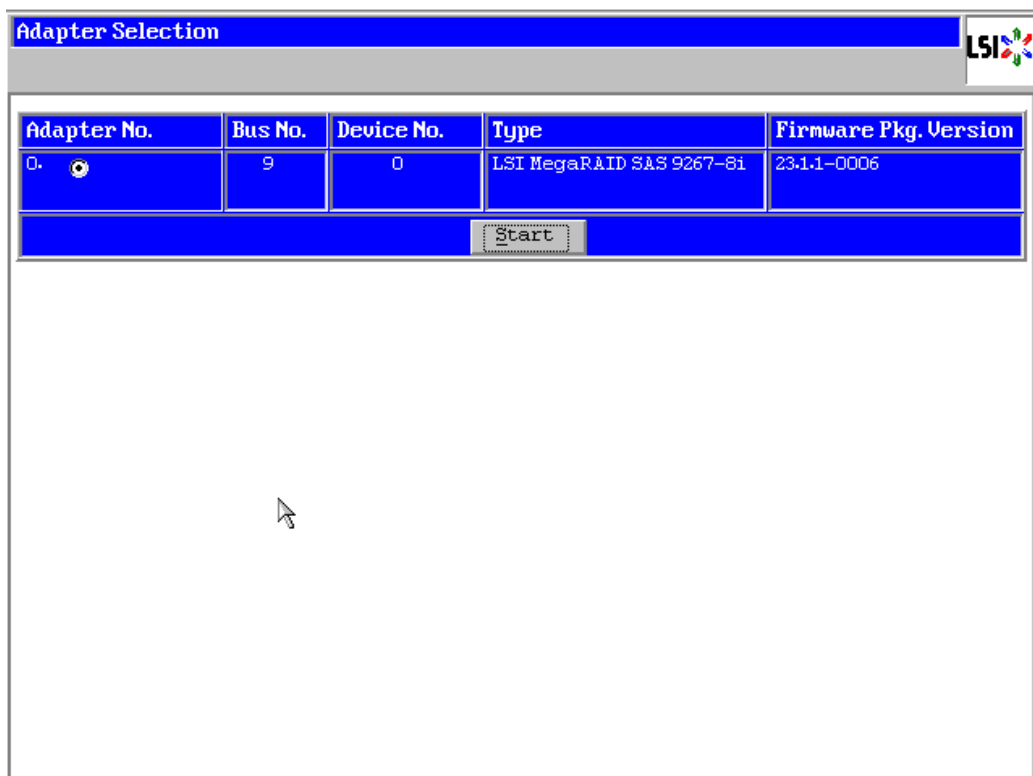 Adapter Selection
LSI
Adapter No. Bus No. Device No. Type Firmware Pkg. Version
0. 9 0 LSI MegaRAID SAS 9267-8i 23.1.1-0006
Start